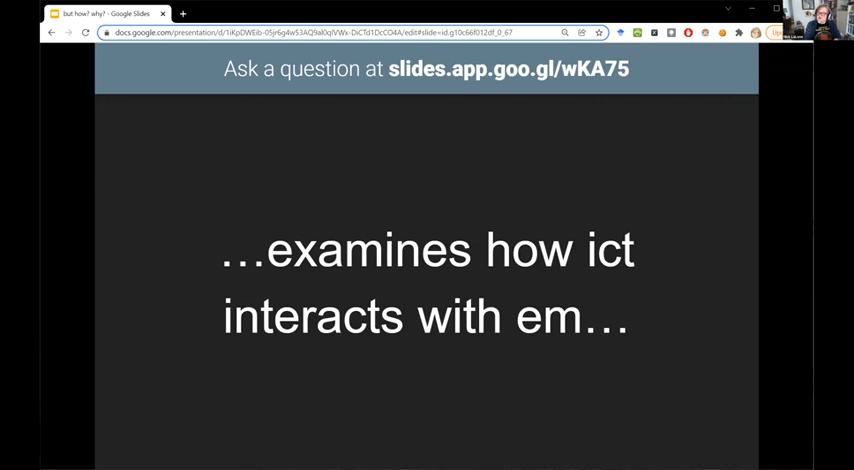 but how? why? - Google Slides
docs.google.com/presentation/d/1iKpDWEib-05jr6g4w53AQ9al0qlVWx-DiCTd1DcCO4A/edit#slide=id.g10c66f012df_0_67
Ask a question at slides.app.goo.gl/wKA75
…examines how ict
interacts with em…